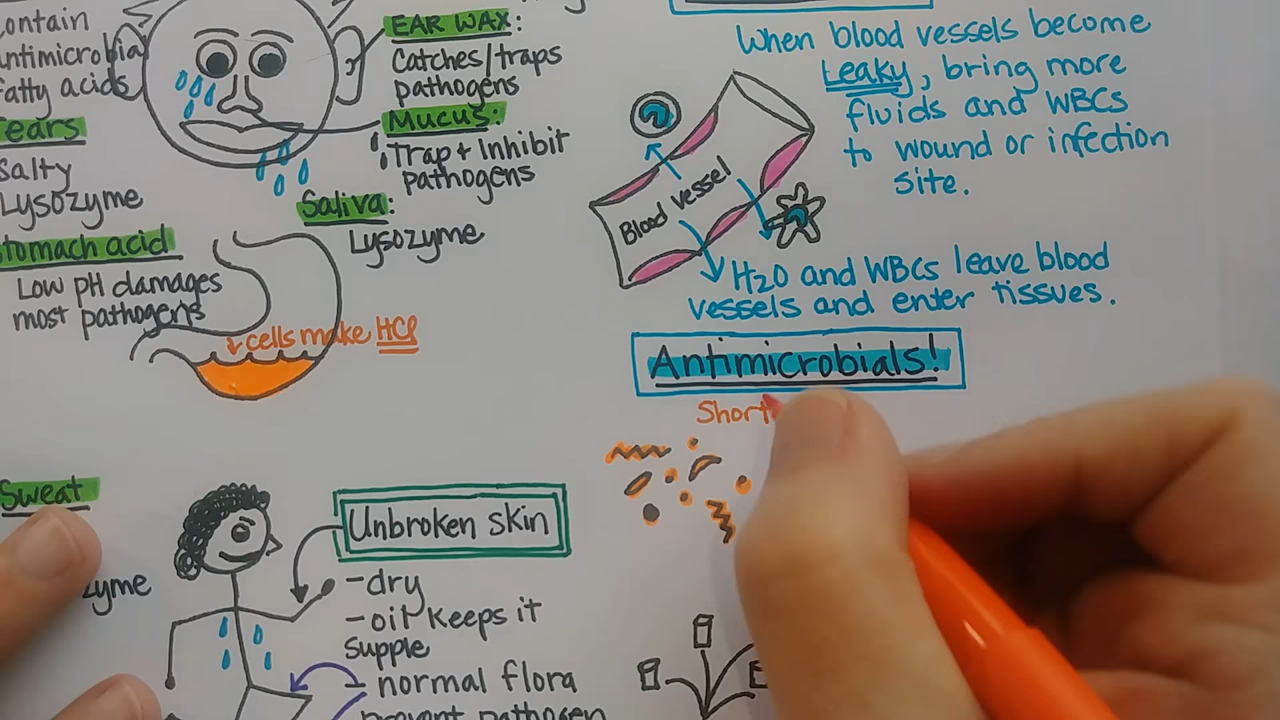 contain
antimicrobial
fatty acids
Tears
Salty
Lysozyme
Stomach acid
Low pH damages
most pathogens
↓ cells make HCl
EAR WAX:
Catches/traps
pathogens
Mucus:
Trap + Inhibit
pathogens
Saliva:
Lysozyme
Sweat
zyme
Unbroken skin
- dry
- oil keeps it
supple
- normal flora
prevent pathogen
When blood vessels become
Leaky, bring more
fluids and WBCs
to wound or infection
site.
Blood vessel
H2O and WBCs leave blood
vessels and enter tissues.
Antimicrobials!
Short